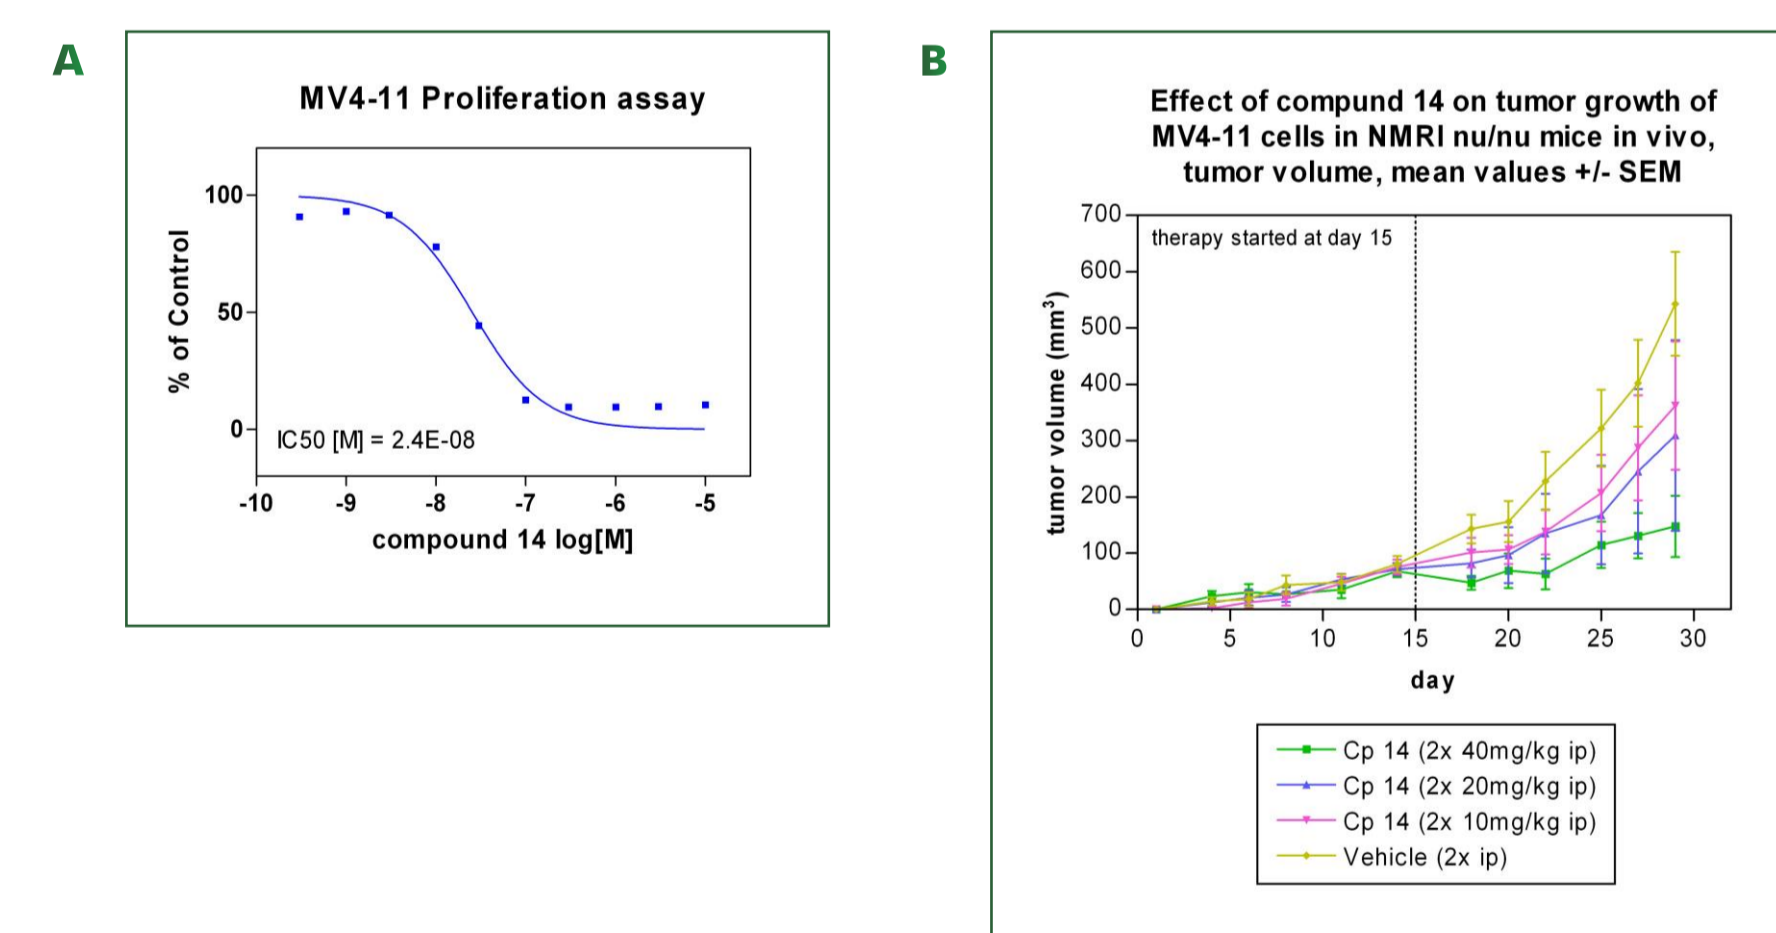 A
MV4-11 Proliferation assay
% of Control
100
50
0
IC50 [M] = 2.4E-08
-10 -9 -8 -7 -6 -5
compound 14 log[M]
B
Effect of compund 14 on tumor growth of
MV4-11 cells in NMRI nu/nu mice in vivo,
tumor volume, mean values +/- SEM
tumor volume (mm³)
700
600
500
400
300
200
100
0
therapy started at day 15
0 5 10 15 20 25 30
day
Cp 14 (2x 40mg/kg ip)
Cp 14 (2x 20mg/kg ip)
Cp 14 (2x 10mg/kg ip)
Vehicle (2x ip)